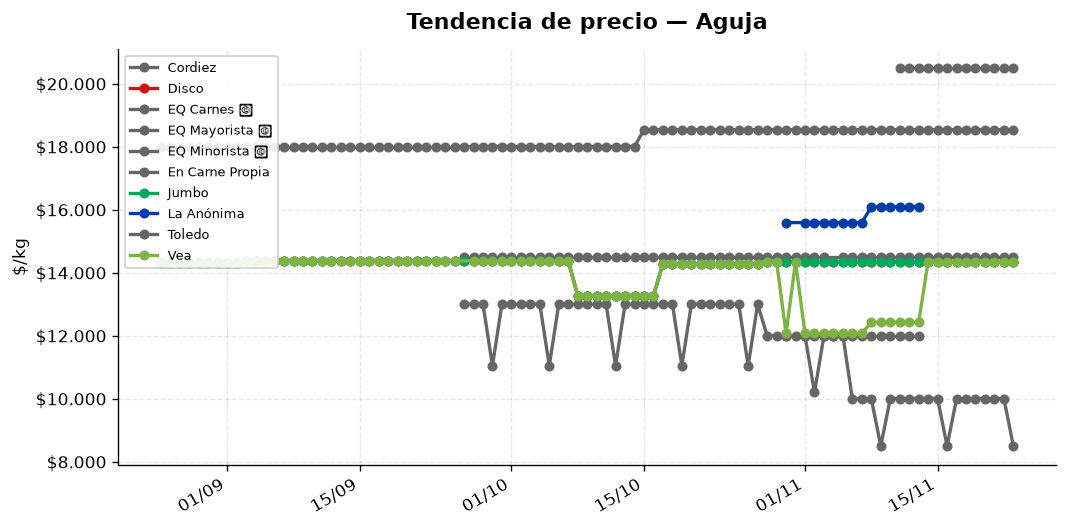 Tendencia de precio — Aguja
Cordiez
Disco
EQ Carnes
EQ Mayorista
EQ Minorista
En Carne Propia
Jumbo
La Anónima
Toledo
Vea
$/kg
$20.000
$18.000
$16.000
$14.000
$12.000
$10.000
$8.000
01/09
15/09
01/10
15/10
01/11
15/11